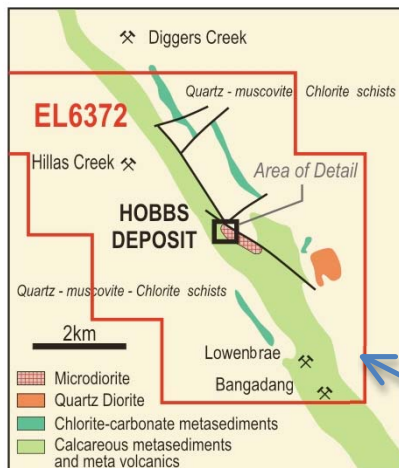 Diggers Creek
Quartz - muscovite Chlorite schists
EL6372
Hillas Creek
Area of Detail
HOBBS
DEPOSIT
Quartz - muscovite - Chlorite schists
2km
Lowenbrae
Bangadang
Microdiorite
Quartz Diorite
Chlorite-carbonate metasediments
Calcareous metasediments
and meta volcanics